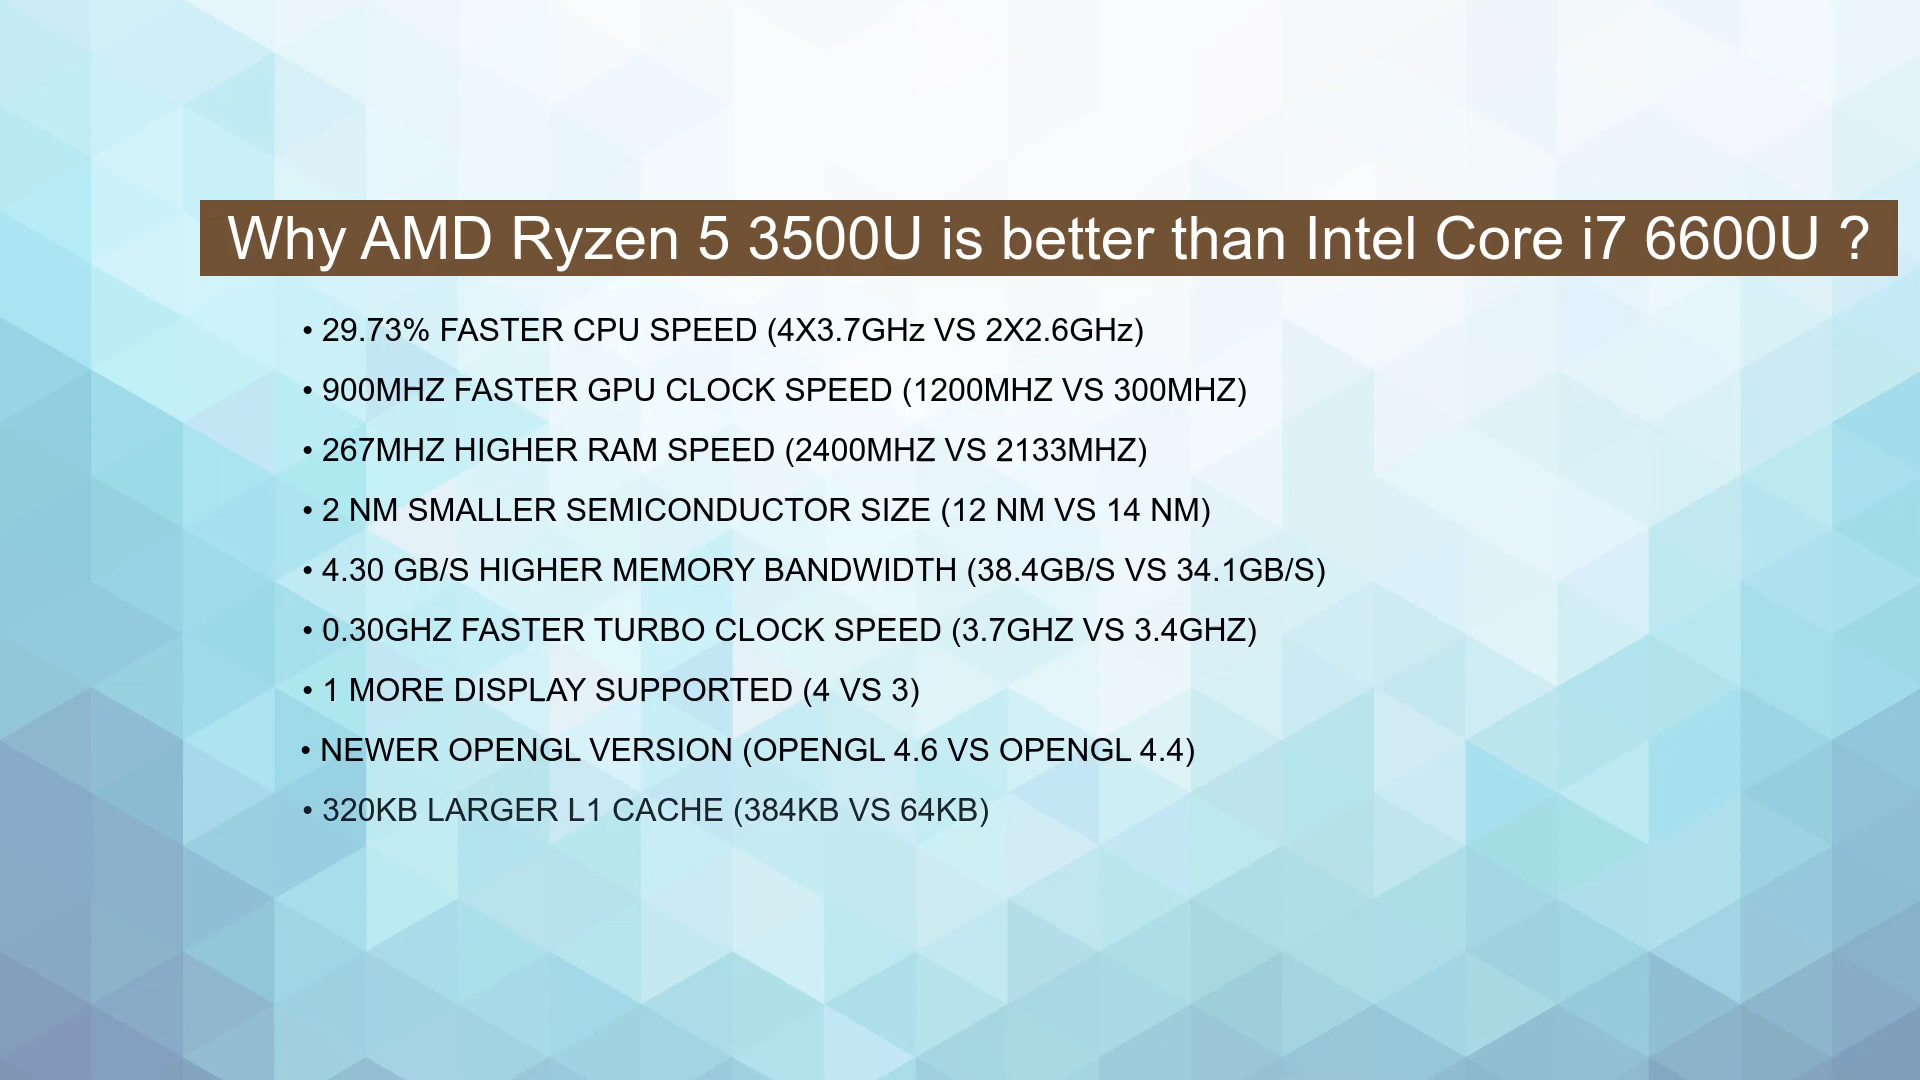 Why AMD Ryzen 5 3500U is better than Intel Core i7 6600U ?
• 29.73% FASTER CPU SPEED (4X3.7GHz VS 2X2.6GHz)
• 900MHZ FASTER GPU CLOCK SPEED (1200MHZ VS 300MHZ)
• 267MHZ HIGHER RAM SPEED (2400MHZ VS 2133MHZ)
• 2 NM SMALLER SEMICONDUCTOR SIZE (12 NM VS 14 NM)
• 4.30 GB/S HIGHER MEMORY BANDWIDTH (38.4GB/S VS 34.1GB/S)
• 0.30GHZ FASTER TURBO CLOCK SPEED (3.7GHZ VS 3.4GHZ)
• 1 MORE DISPLAY SUPPORTED (4 VS 3)
• NEWER OPENGL VERSION (OPENGL 4.6 VS OPENGL 4.4)
• 320KB LARGER L1 CACHE (384KB VS 64KB)